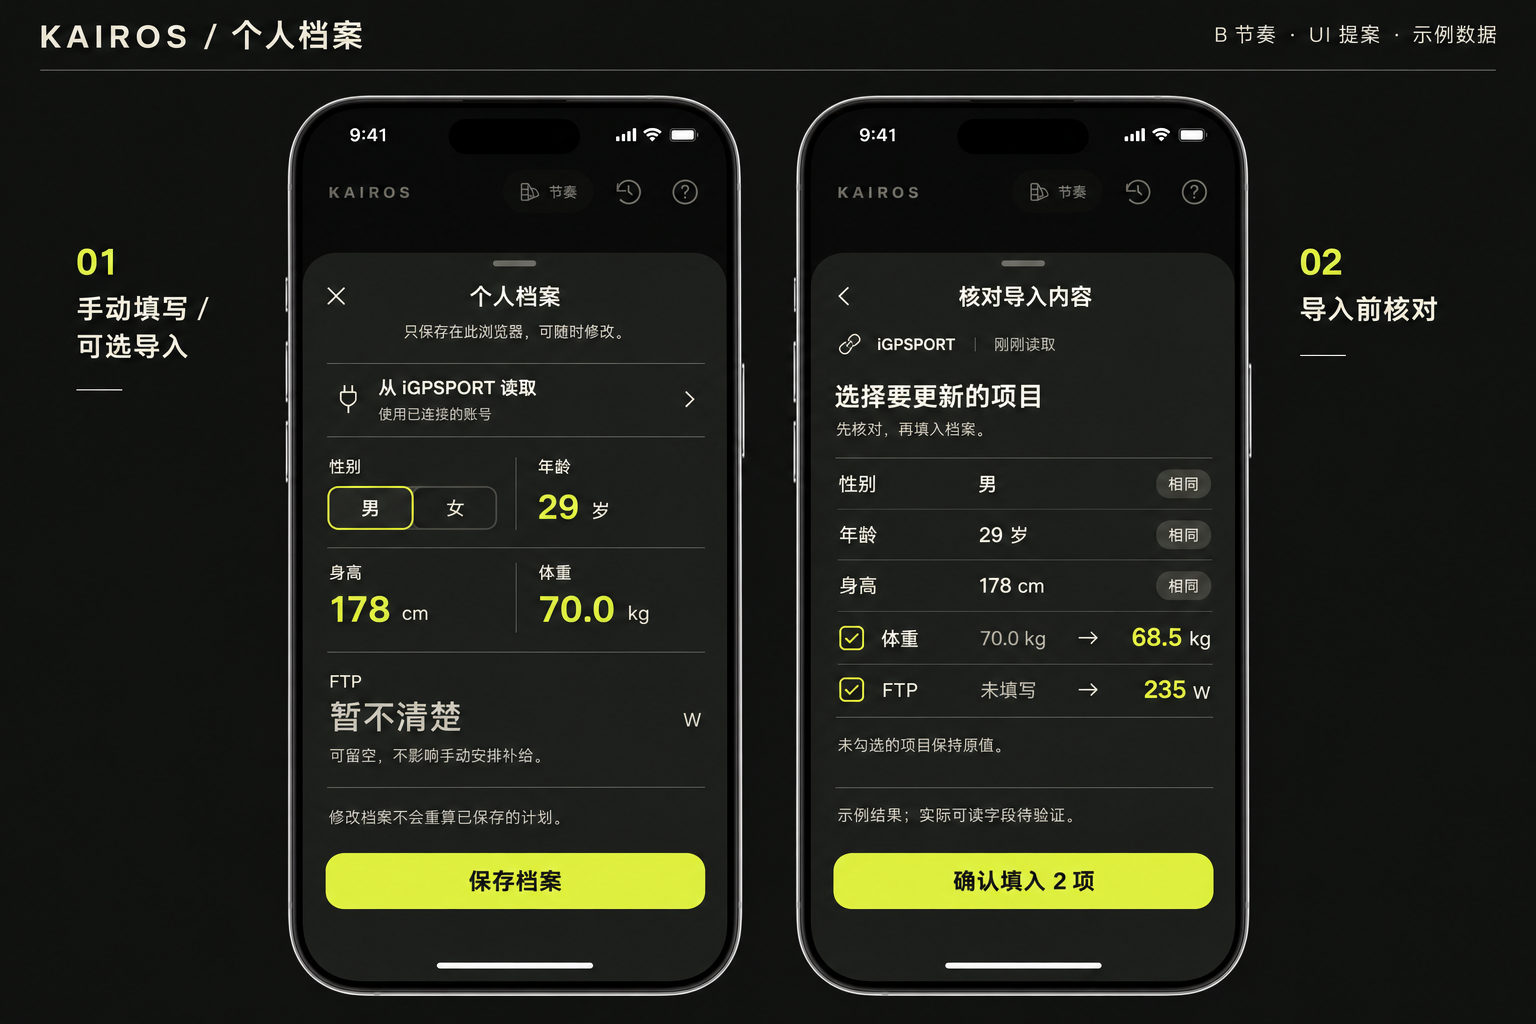 KAIROS / 个人档案
B 节奏 · UI 提案 · 示例数据
01
手动填写 /
可选导入
9:41
KAIROS
节奏
个人档案
只保存在此浏览器，可随时修改。
从 iGPSPORT 读取
使用已连接的账号
性别
男
女
年龄
29 岁
身高
178 cm
体重
70.0 kg
FTP
暂不清楚
W
可留空，不影响手动安排补给。
修改档案不会重算已保存的计划。
保存档案
9:41
KAIROS
节奏
核对导入内容
iGPSPORT | 刚刚读取
选择要更新的项目
先核对，再填入档案。
性别 男 相同
年龄 29 岁 相同
身高 178 cm 相同
体重 70.0 kg → 68.5 kg
FTP 未填写 → 235 W
未勾选的项目保持原值。
示例结果；实际可读字段待验证。
确认填入 2 项
02
导入前核对